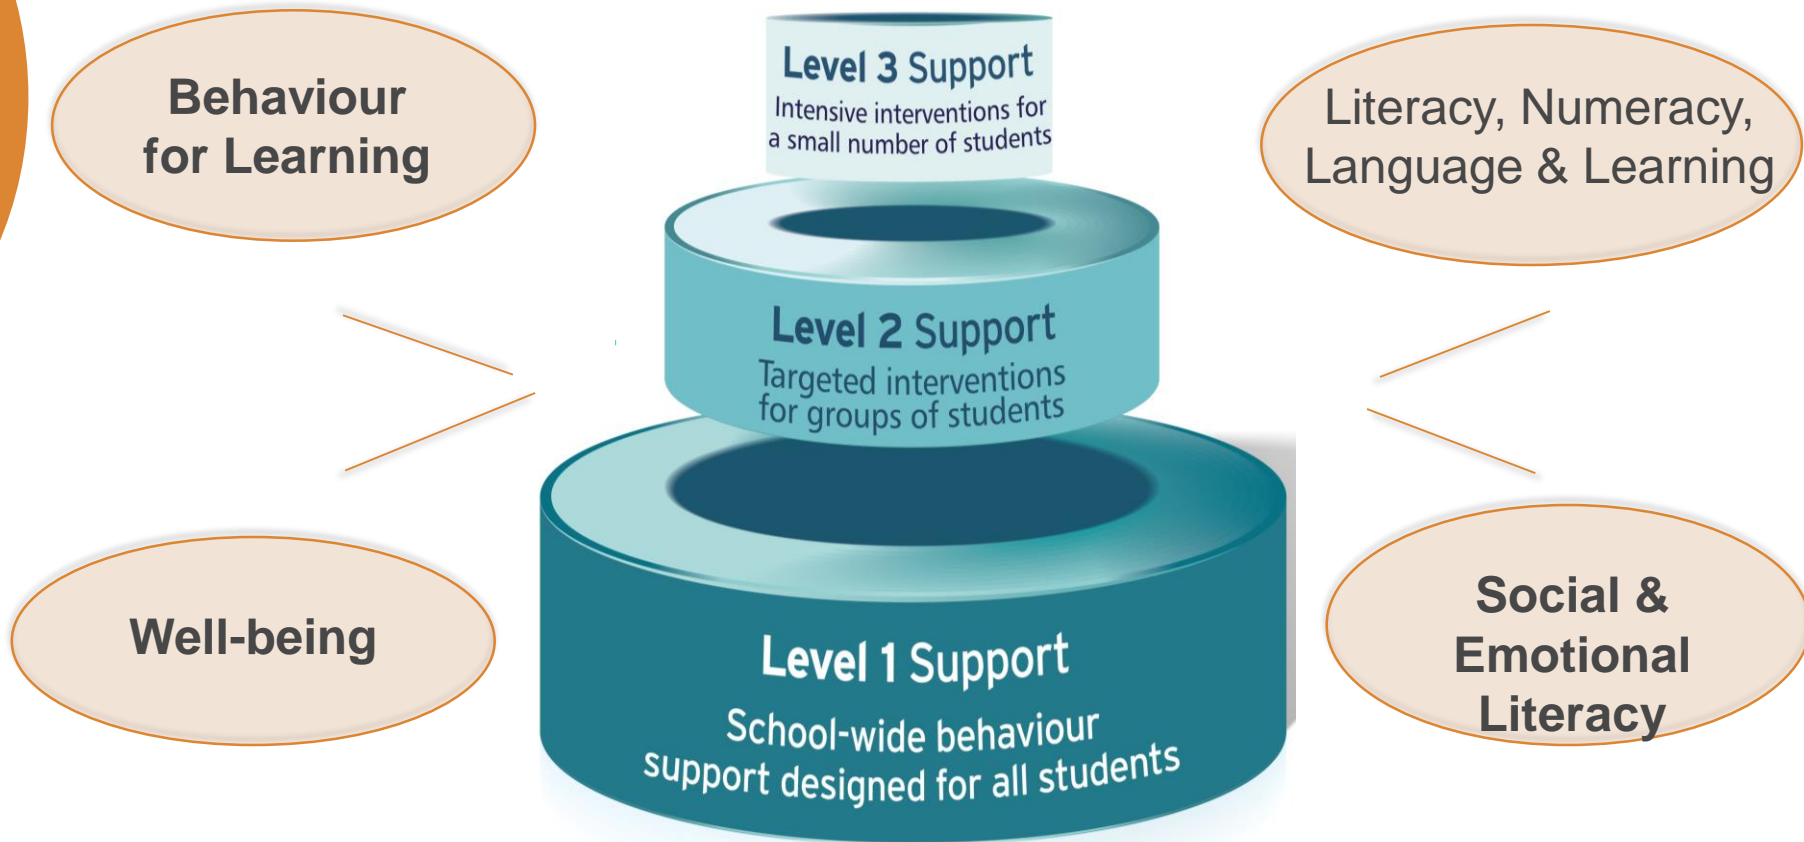 Behaviour
for Learning
Level 3 Support
Intensive interventions for
a small number of students
Literacy, Numeracy,
Language & Learning
Level 2 Support
Targeted interventions
for groups of students
Well-being
Level 1 Support
School-wide behaviour
support designed for all students
Social &
Emotional
Literacy